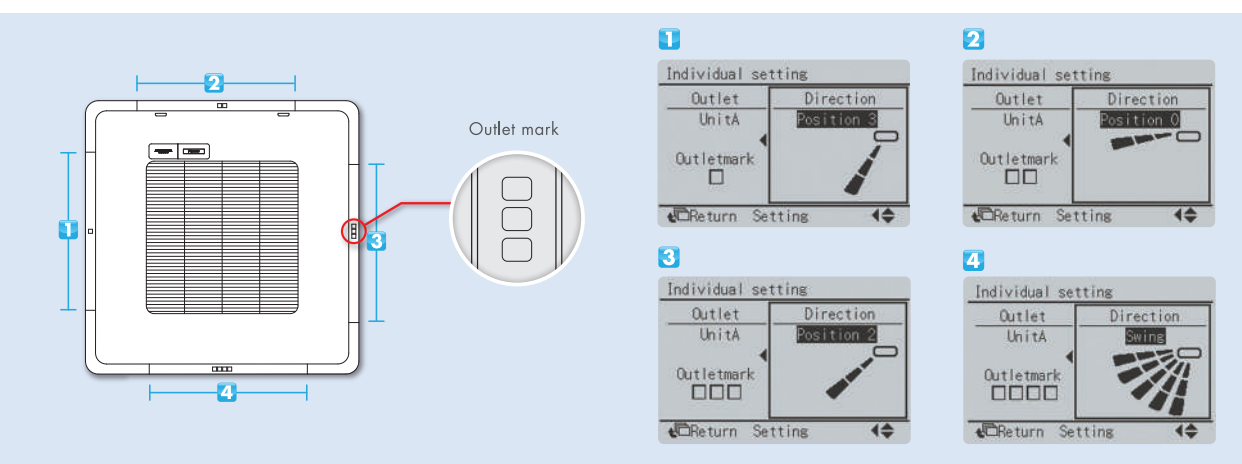 2
1
3
4
Outlet mark
1
Individual setting
Outlet Direction
UnitA Position 3
Outletmark
Return Setting
2
Individual setting
Outlet Direction
UnitA Position 0
Outletmark
Return Setting
3
Individual setting
Outlet Direction
UnitA Position 2
Outletmark
Return Setting
4
Individual setting
Outlet Direction
UnitA Swing
Outletmark
Return Setting